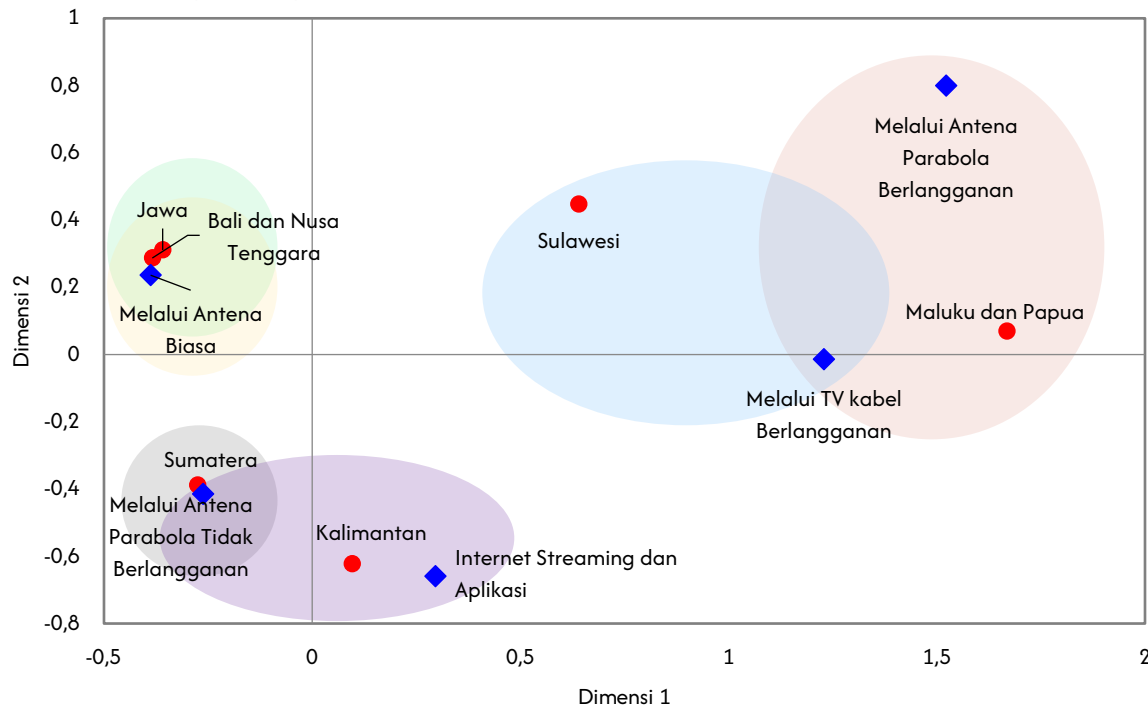 1
0,8
0,6
0,4
0,2
0
-0,2
-0,4
-0,6
-0,8
Dimensi 2
-0,5
0
0,5
1
1,5
2
Dimensi 1
Melalui Antena
Parabola
Berlangganan
Jawa
Bali dan Nusa
Tenggara
Sulawesi
Melalui Antena
Biasa
Maluku dan Papua
Melalui TV kabel
Berlangganan
Sumatera
Melalui Antena
Parabola Tidak
Berlangganan
Kalimantan
Internet Streaming dan
Aplikasi